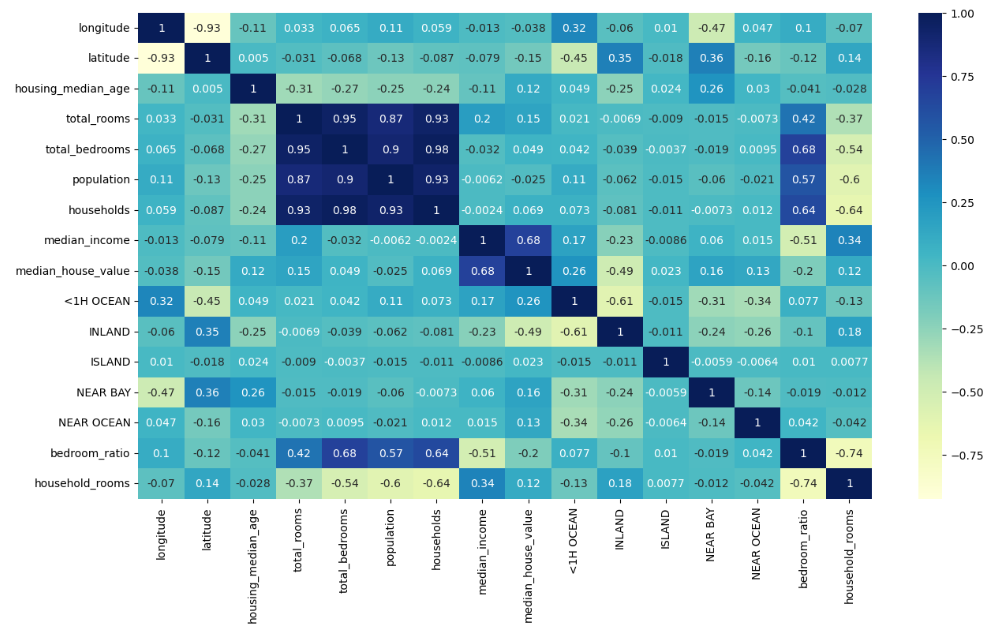 longitude 1 -0.93 -0.11 0.033 0.065 0.11 0.059 -0.013 -0.038 0.32 -0.06 0.01 -0.47 0.047 0.1 -0.07
latitude -0.93 1 0.005 -0.031 -0.068 -0.13 -0.087 -0.079 -0.15 -0.45 0.35 -0.018 0.36 -0.16 -0.12 0.14
housing_median_age -0.11 0.005 1 -0.31 -0.27 -0.25 -0.24 -0.11 0.12 0.049 -0.25 0.024 0.26 0.03 -0.041 -0.028
total_rooms 0.033 -0.031 -0.31 1 0.95 0.87 0.93 0.2 0.15 0.021 -0.0069 -0.009 -0.015 -0.0073 0.42 -0.37
total_bedrooms 0.065 -0.068 -0.27 0.95 1 0.9 0.98 -0.032 0.049 0.042 -0.039 -0.0037 -0.019 0.0095 0.68 -0.54
population 0.11 -0.13 -0.25 0.87 0.9 1 0.93 -0.0062 -0.025 0.11 -0.062 -0.015 -0.06 -0.021 0.57 -0.6
households 0.059 -0.087 -0.24 0.93 0.98 0.93 1 -0.0024 0.069 0.073 -0.081 -0.011 -0.0073 0.012 0.64 -0.64
median_income -0.013 -0.079 -0.11 0.2 -0.032 -0.0062 -0.0024 1 0.68 0.17 -0.23 -0.0086 0.06 0.015 -0.51 0.34
median_house_value -0.038 -0.15 0.12 0.15 0.049 -0.025 0.069 0.68 1 0.26 -0.49 0.023 0.16 0.13 -0.2 0.12
<1H OCEAN 0.32 -0.45 0.049 0.021 0.042 0.11 0.073 0.17 0.26 1 -0.61 -0.015 -0.31 -0.34 0.077 -0.13
INLAND -0.06 0.35 -0.25 -0.0069 -0.039 -0.062 -0.081 -0.23 -0.49 -0.61 1 -0.011 -0.24 -0.26 -0.1 0.18
ISLAND 0.01 -0.018 0.024 -0.009 -0.0037 -0.015 -0.011 -0.0086 0.023 -0.015 -0.011 1 -0.0059 -0.0064 0.01 0.0077
NEAR BAY -0.47 0.36 0.26 -0.015 -0.019 -0.06 -0.0073 0.06 0.16 -0.31 -0.24 -0.0059 1 -0.14 -0.019 -0.012
NEAR OCEAN 0.047 -0.16 0.03 -0.0073 0.0095 -0.021 0.012 0.015 0.13 -0.34 -0.26 -0.0064 -0.14 1 0.042 -0.042
bedroom_ratio 0.1 -0.12 -0.041 0.42 0.68 0.57 0.64 -0.51 -0.2 0.077 -0.1 0.01 -0.019 0.042 1 -0.74
household_rooms -0.07 0.14 -0.028 -0.37 -0.54 -0.6 -0.64 0.34 0.12 -0.13 0.18 0.0077 -0.012 -0.042 -0.74 1
longitude
latitude
housing_median_age
total_rooms
total_bedrooms
population
households
median_income
median_house_value
<1H OCEAN
INLAND
ISLAND
NEAR BAY
NEAR OCEAN
bedroom_ratio
household_rooms
1.00
0.75
0.50
0.25
0.00
−0.25
−0.50
−0.75